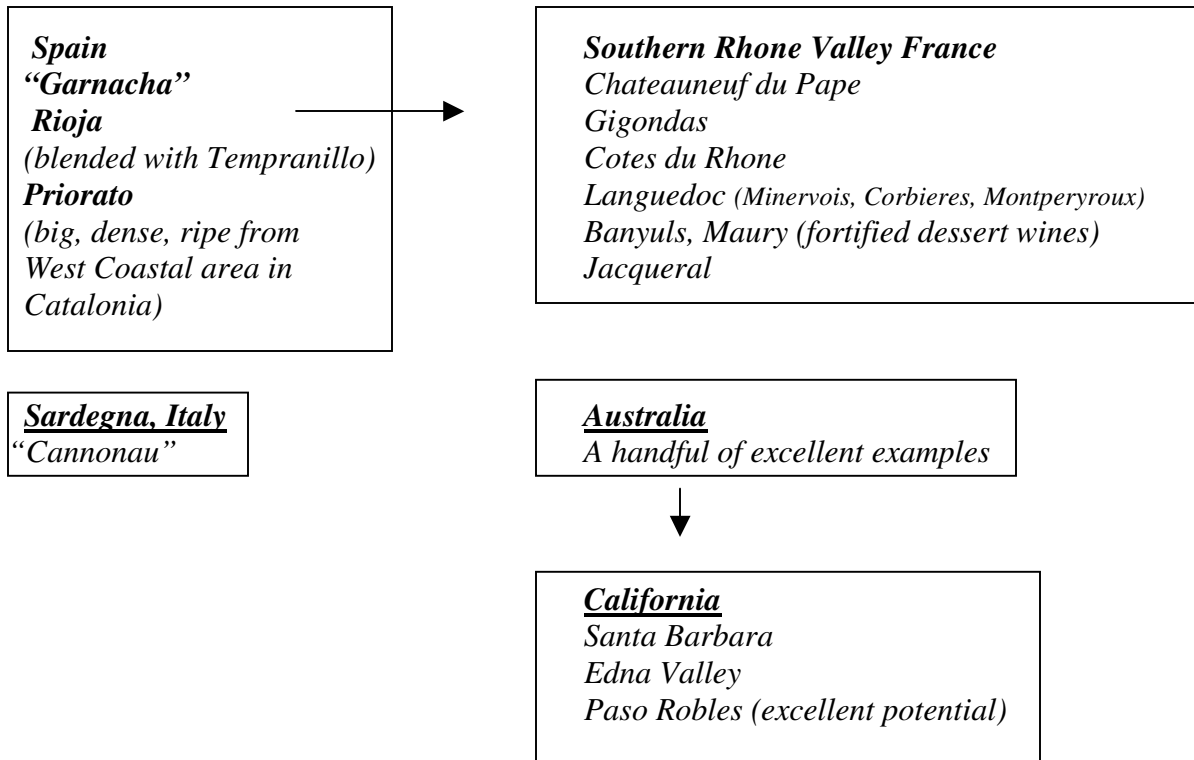 Spain
“Garnacha”
Rioja
(blended with Tempranillo)
Priorato
(big, dense, ripe from
West Coastal area in
Catalonia)
Southern Rhone Valley France
Chateauneuf du Pape
Gigondas
Cotes du Rhone
Languedoc (Minervois, Corbieres, Montperyroux)
Banyuls, Maury (fortified dessert wines)
Jacqueral
Sardegna, Italy
“Cannonau”
Australia
A handful of excellent examples
California
Santa Barbara
Edna Valley
Paso Robles (excellent potential)